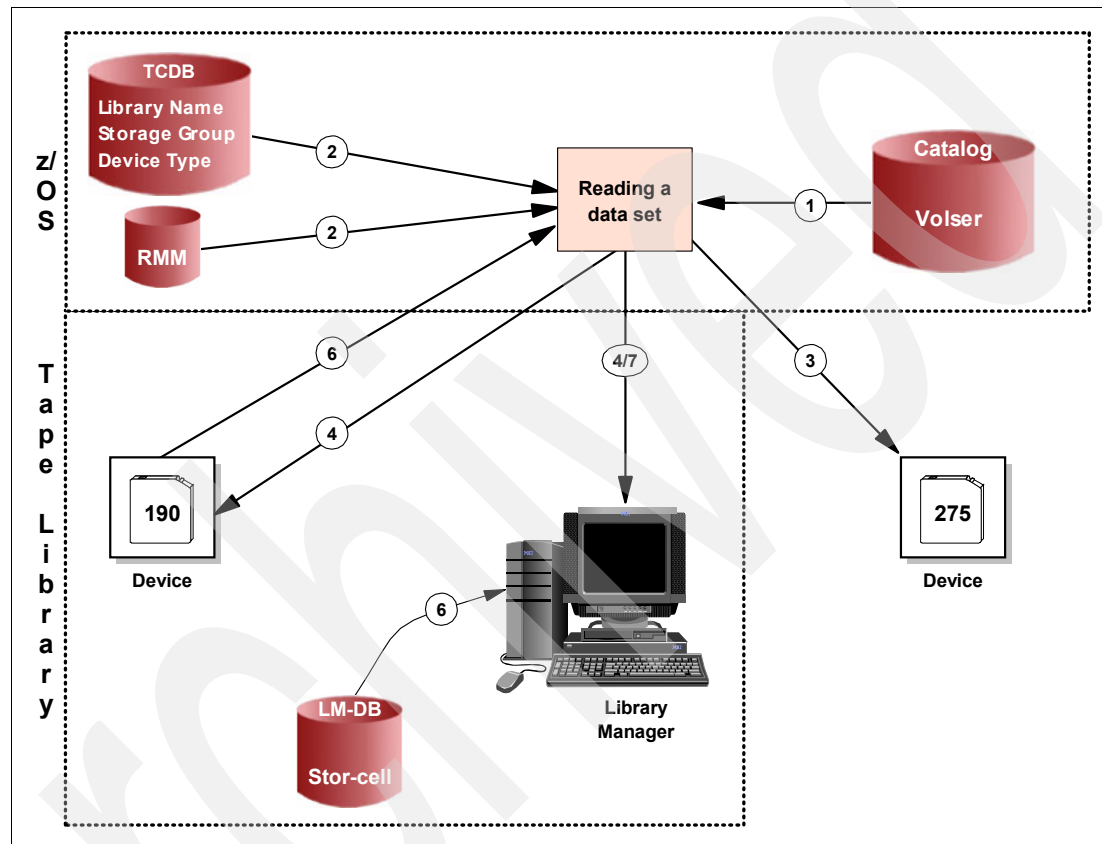 z/
O
S
TCDB
Library Name
Storage Group
Device Type
2
RMM
2
Reading a
data set
1
Catalog
Volser
6
4
4/7
3
T
a
p
e
L
i
b
r
a
r
y
190
Device
275
Device
6
LM-DB
Stor-cell
Library
Manager